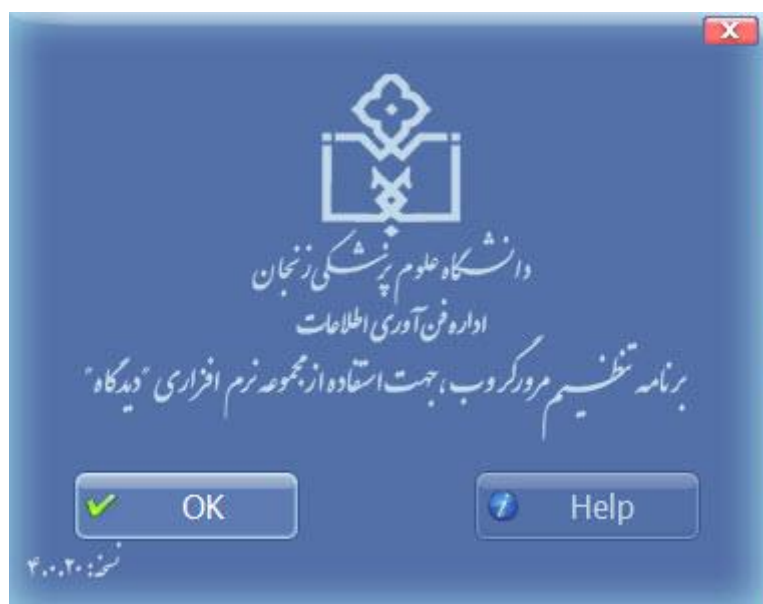 X
دانشگاه علوم پزشکی زنجان
اداره فن آوری اطلاعات
برنامه تنظیم مرورگر وب، جهت استفاده از مجموعه نرم افزاری "دیدگاه"
OK
Help
نسخه: ۴.۰.۲۰